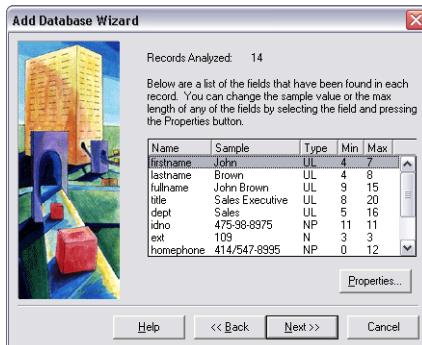 Add Database Wizard
Records Analyzed: 14
Below are a list of the fields that have been found in each
record. You can change the sample value or the max
length of any of the fields by selecting the field and pressing
the Properties button.
Name Sample Type Min Max
firstname John UL 4 7
lastname Brown UL 4 8
fullname John Brown UL 9 15
title Sales Executive UL 8 20
dept Sales UL 5 16
idno 475-98-8975 NP 11 11
ext 109 N 3 3
homephone 414/547-8995 NP 0 12
Properties...
Help << Back Next >> Cancel